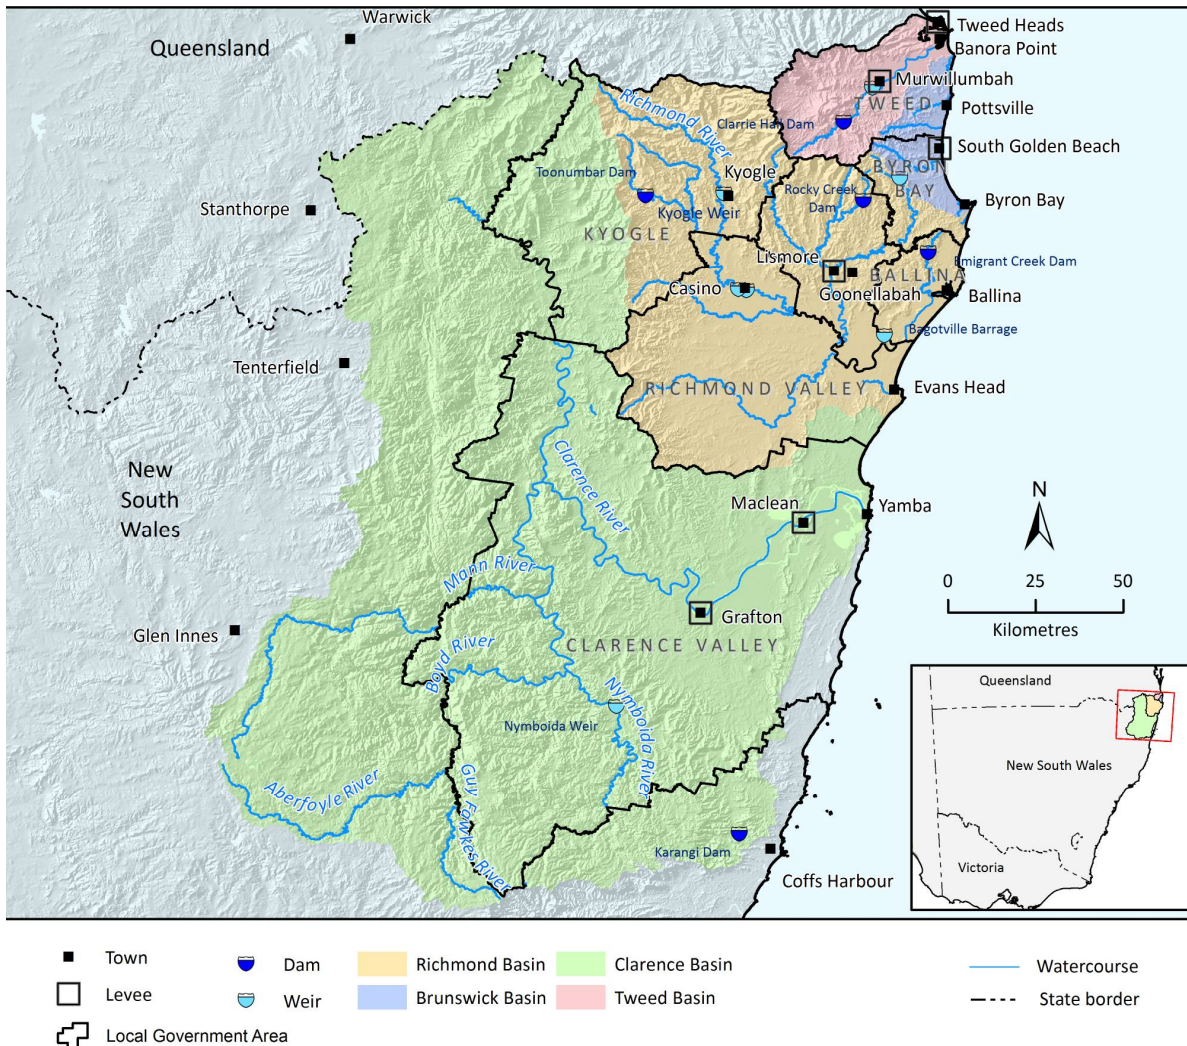 Warwick
Queensland
Tweed Heads
Banora Point
Murwillumbah
TWEED
Pottsville
Richmond River
Clarrie Hall Dam
South Golden Beach
BYRON
BAY
Toonumbar Dam
Kyogle
Rocky Creek
Dam
Stanthorpe
Kyogle Weir
Byron Bay
KYOGLE
Lismore
Emigrant Creek Dam
BALLINA
Casino
Goonellabah
Ballina
Bagotville Barrage
Tenterfield
RICHMOND VALLEY
Evans Head
Clarence River
New
South
Wales
Maclean
Yamba
N
Mann River
0 25 50
Kilometres
Glen Innes
Grafton
Boyd River
CLARENCE VALLEY
Nymboida River
Nymboida Weir
Guy Fowkes River
Aberfoyle River
Karangi Dam
Coffs Harbour
Queensland
New South Wales
Victoria
Town
Dam
Richmond Basin
Clarence Basin
Watercourse
Levee
Weir
Brunswick Basin
Tweed Basin
State border
Local Government Area